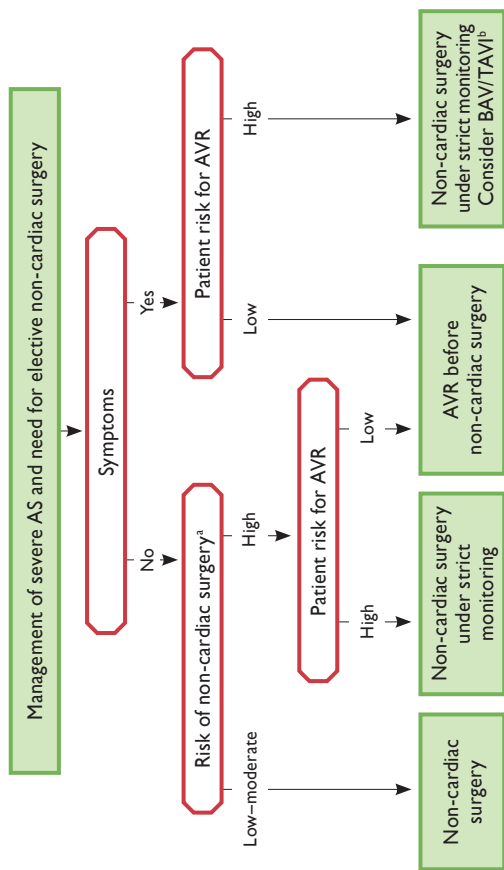 Management of severe AS and need for elective non-cardiac surgery
Symptoms
No
Yes
Risk of non-cardiac surgeryᵃ
Patient risk for AVR
Low–moderate
High
Low
High
Patient risk for AVR
High
Low
Non-cardiac
surgery
Non-cardiac surgery
under strict
monitoring
AVR before
non-cardiac surgery
Non-cardiac surgery
under strict monitoring
Consider BAV/TAVIᵇ